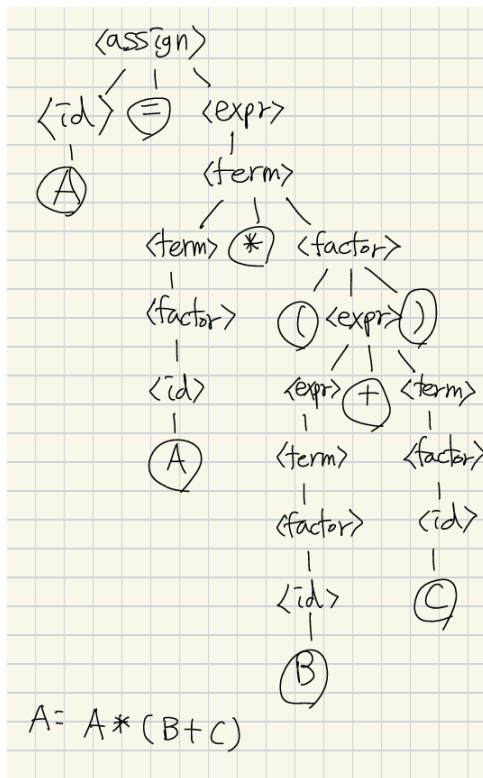 <assign>
<id> = <expr>
A <term>
<term> * <factor>
<factor> ( <expr> )
<id> <expr> + <term>
A <term> <factor>
<factor> <id>
<id> C
B
A= A*(B+C)